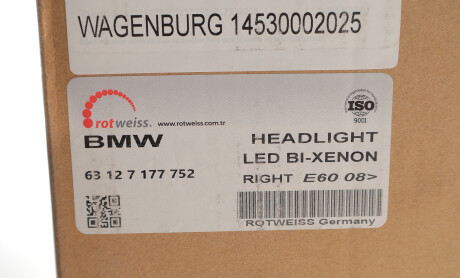 WAGENBURG 14530002025
rotweiss. www.rotweiss.com.tr
ISO
9001
BMW HEADLIGHT
LED BI-XENON
63 12 7 177 752 RIGHT E60 08>
ROTWEISS Germany